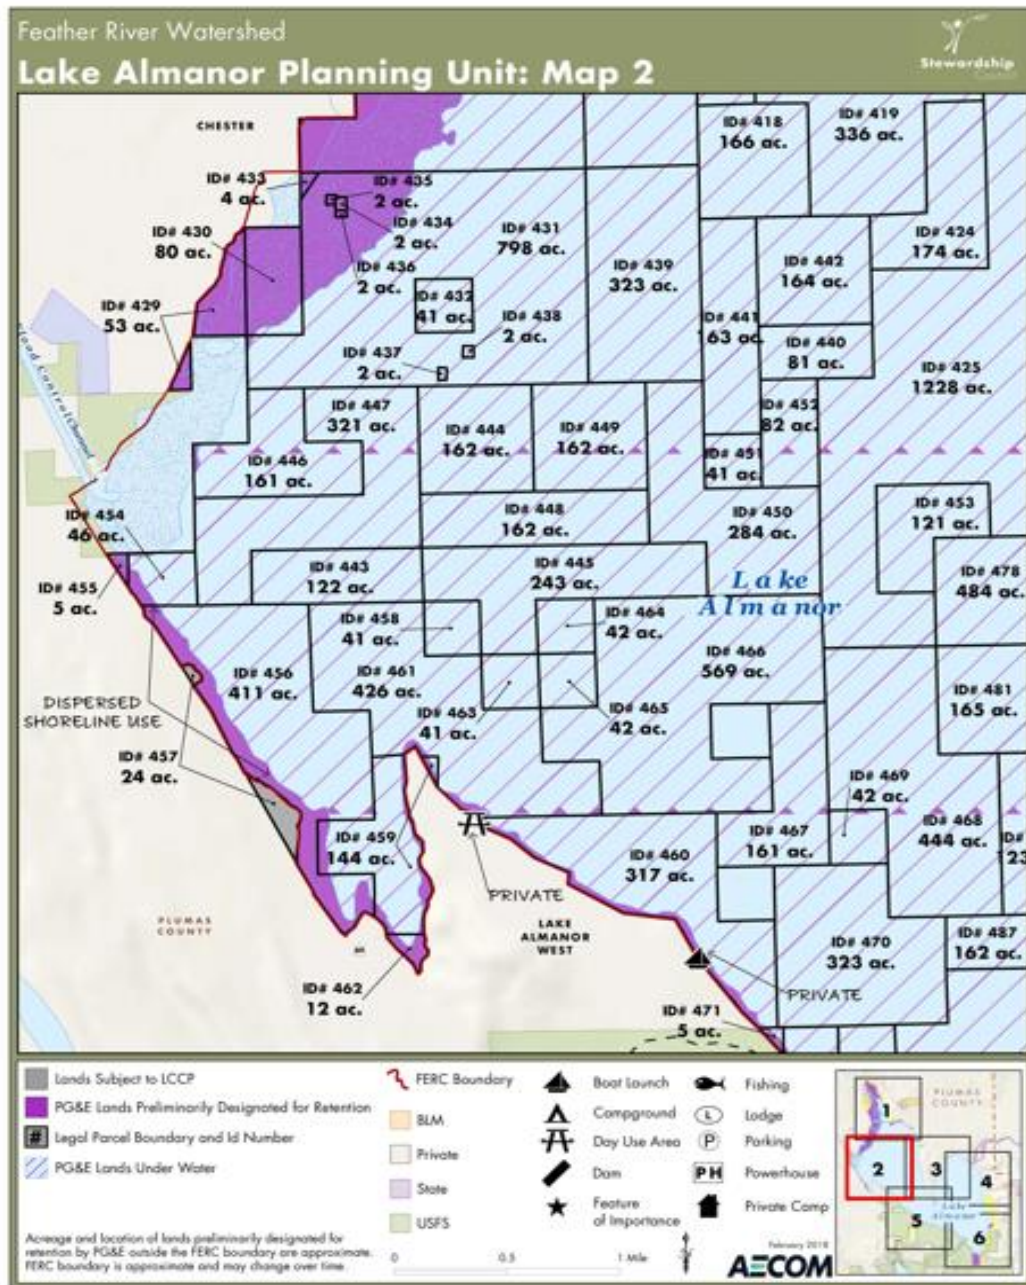 Feather River Watershed
Lake Almanor Planning Unit: Map 2
Stewardship
Council
CHESTER
ID# 418
166 ac.
ID# 419
336 ac.
ID# 433
4 ac.
ID# 435
2 ac.
ID# 434
2 ac.
ID# 436
2 ac.
ID# 430
80 ac.
ID# 431
798 ac.
ID# 424
174 ac.
ID# 439
323 ac.
ID# 442
164 ac.
ID# 432
41 ac.
ID# 429
53 ac.
ID# 438
2 ac.
ID# 441
163 ac.
ID# 440
81 ac.
ID# 437
2 ac.
ID# 425
1228 ac.
Flood Control Channel
ID# 447
321 ac.
ID# 444
162 ac.
ID# 449
162 ac.
ID# 452
82 ac.
ID# 446
161 ac.
ID# 451
41 ac.
ID# 454
46 ac.
ID# 448
162 ac.
ID# 450
284 ac.
ID# 453
121 ac.
ID# 455
5 ac.
ID# 443
122 ac.
ID# 445
243 ac.
Lake
Almanor
ID# 478
484 ac.
ID# 458
41 ac.
ID# 464
42 ac.
ID# 466
569 ac.
ID# 456
411 ac.
ID# 461
426 ac.
DISPERSED
SHORELINE USE
ID# 463
41 ac.
ID# 465
42 ac.
ID# 481
165 ac.
ID# 457
24 ac.
ID# 469
42 ac.
ID# 459
144 ac.
ID# 467
161 ac.
ID# 468
444 ac.
ID#
123
ID# 460
317 ac.
PRIVATE
PLUMAS
COUNTY
LAKE
ALMANOR
WEST
ID# 470
323 ac.
ID# 487
162 ac.
ID# 462
12 ac.
PRIVATE
ID# 471
5 ac.
Lands Subject to LCCP
PG&E Lands Preliminarily Designated for Retention
# Legal Parcel Boundary and Id Number
PG&E Lands Under Water
Acreage and location of lands preliminarily designated for
retention by PG&E outside the FERC boundary are approximate.
FERC boundary is approximate and may change over time.
FERC Boundary
BLM
Private
State
USFS
Boat Launch
Campground
Day Use Area
Dam
Feature
of Importance
Fishing
L Lodge
P Parking
PH Powerhouse
Private Camp
0 0.5 1 Mile
February 2018
AECOM
PLUMAS
COUNTY
1
2
3
4
Lake
Almanor
5
6